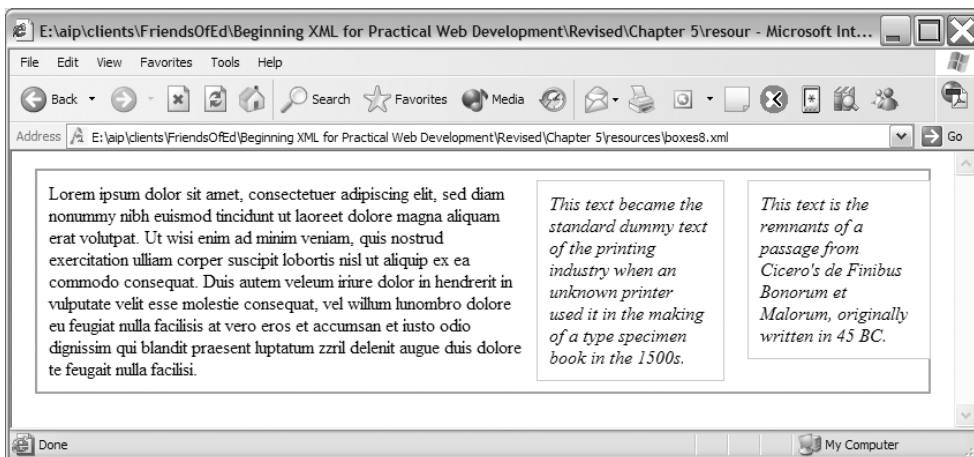 E:\aip\clients\FriendsOfEd\Beginning XML for Practical Web Development\Revised\Chapter 5\resour - Microsoft Int...
File Edit View Favorites Tools Help
Back Search Favorites Media
Address E:\aip\clients\FriendsOfEd\Beginning XML for Practical Web Development\Revised\Chapter 5\resources\boxes8.xml Go
Lorem ipsum dolor sit amet, consectetuer adipiscing elit, sed diam
nonummy nibh euismod tincidunt ut laoreet dolore magna aliquam
erat volutpat. Ut wisi enim ad minim veniam, quis nostrud
exercitation ulliam corper suscipit lobortis nisl ut aliquip ex ea
commodo consequat. Duis autem veleum iriure dolor in hendrerit in
vulputate velit esse molestie consequat, vel willum lunombro dolore
eu feugiat nulla facilisis at vero eros et accumsan et iusto odio
dignissim qui blandit praesent luptatum zzril delenit augue duis dolore
te feugait nulla facilisi.
This text became the
standard dummy text
of the printing
industry when an
unknown printer
used it in the making
of a type specimen
book in the 1500s.
This text is the
remnants of a
passage from
Cicero's de Finibus
Bonorum et
Malorum, originally
written in 45 BC.
Done My Computer